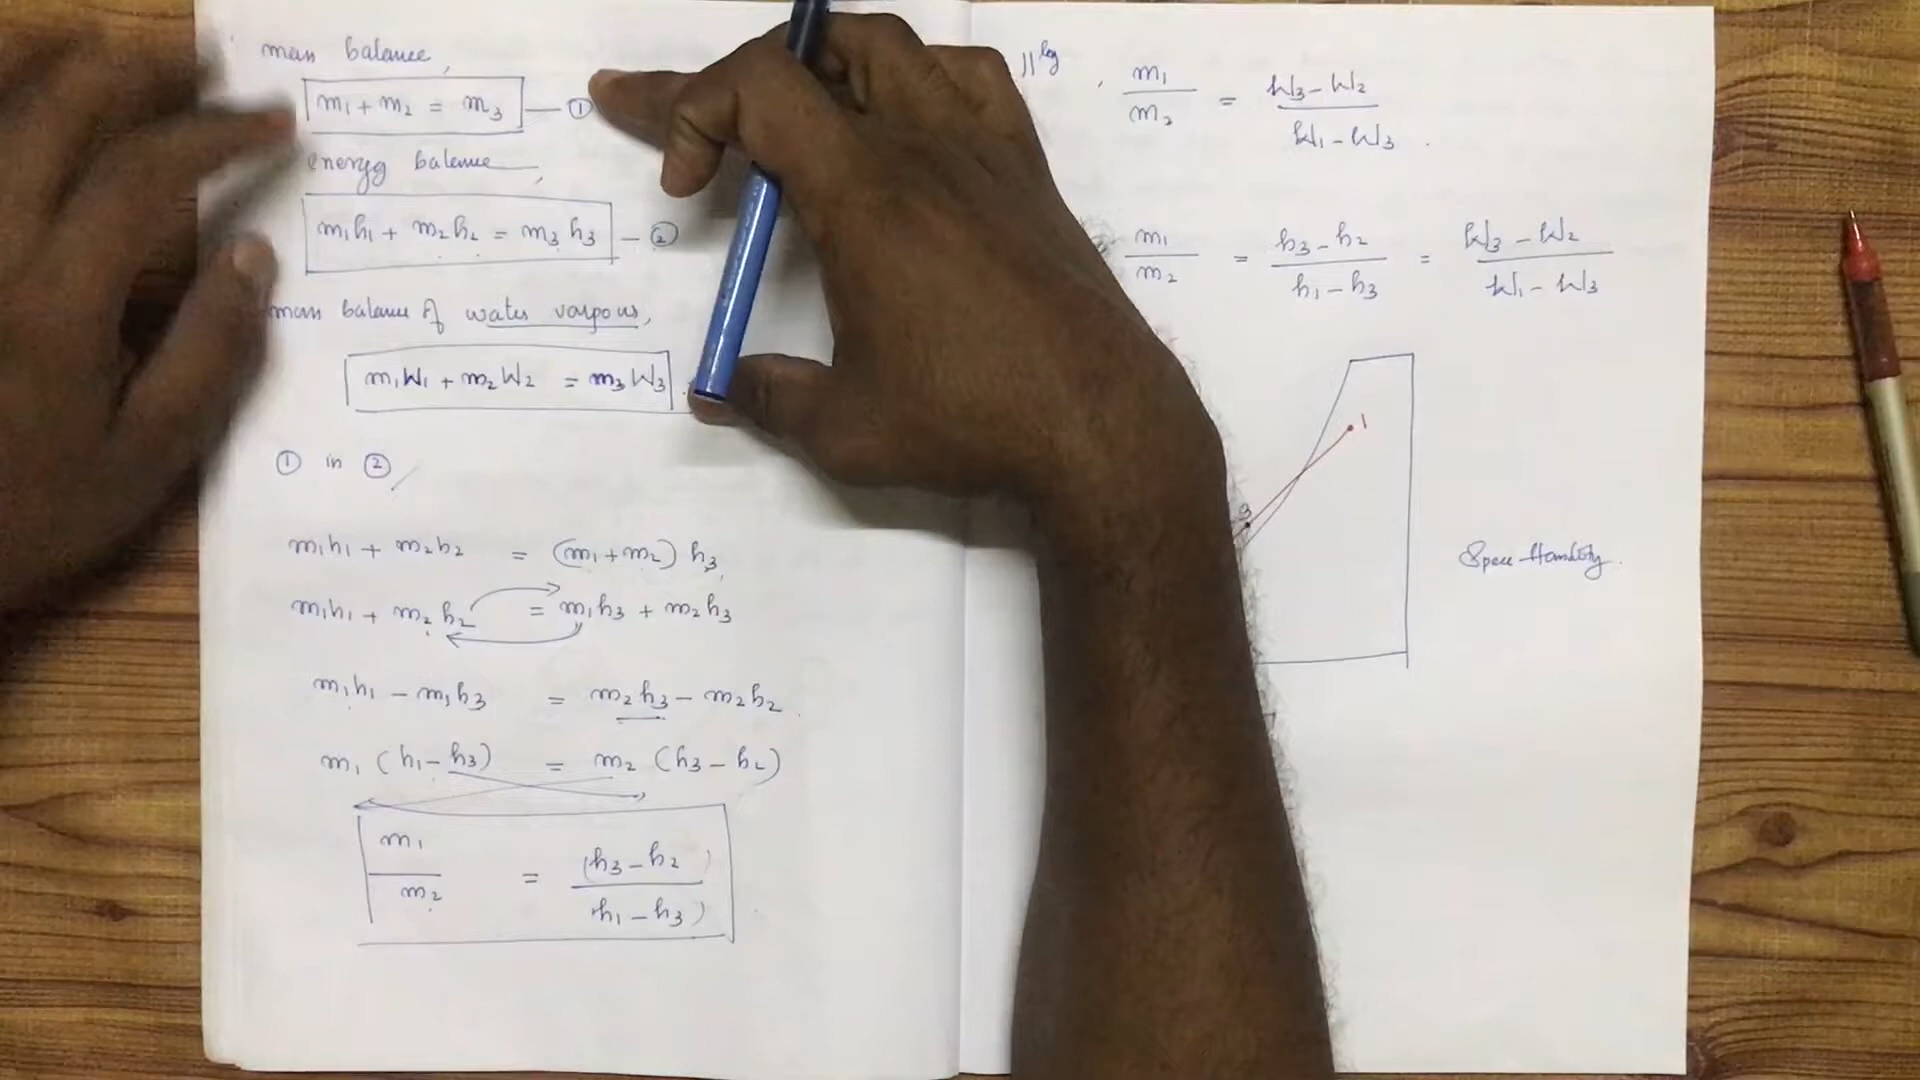 mass balance,
m₁ + m₂ = m₃ — ①
energy balance,
m₁h₁ + m₂h₂ = m₃h₃ — ②
mass balance of water varpous,
m₁W₁ + m₂W₂ = m₃W₃
① in ②
m₁h₁ + m₂h₂ = (m₁+m₂) h₃
m₁h₁ + m₂h₂ = m₁h₃ + m₂h₃
m₁h₁ – m₁h₃ = m₂h₃ – m₂h₂
m₁ (h₁–h₃) = m₂ (h₃–h₂)
m₁/m₂ = (h₃–h₂)/(h₁–h₃)
||ly, m₁/m₂ = W₃–W₂/W₁–W₃.
m₁/m₂ = h₃–h₂/h₁–h₃ = W₃–W₂/W₁–W₃
1
3